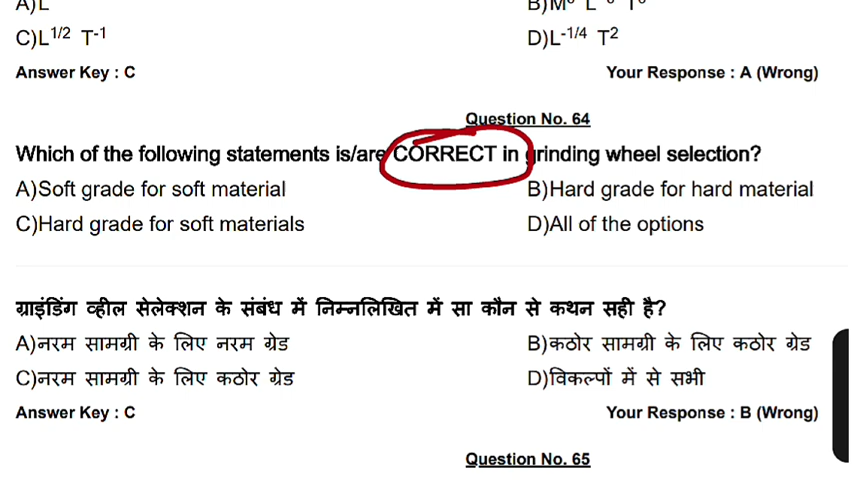 A)L
C)L1/2 T-1 D)L-1/4 T2
Answer Key : C Your Response : A (Wrong)
Question No. 64
Which of the following statements is/are CORRECT in grinding wheel selection?
A)Soft grade for soft material B)Hard grade for hard material
C)Hard grade for soft materials D)All of the options
ग्राइंडिंग व्हील सेलेक्शन के संबंध में निम्नलिखित में सा कौन से कथन सही है?
A)नरम सामग्री के लिए नरम ग्रेड B)कठोर सामग्री के लिए कठोर ग्रेड
C)नरम सामग्री के लिए कठोर ग्रेड D)विकल्पों में से सभी
Answer Key : C Your Response : B (Wrong)
Question No. 65